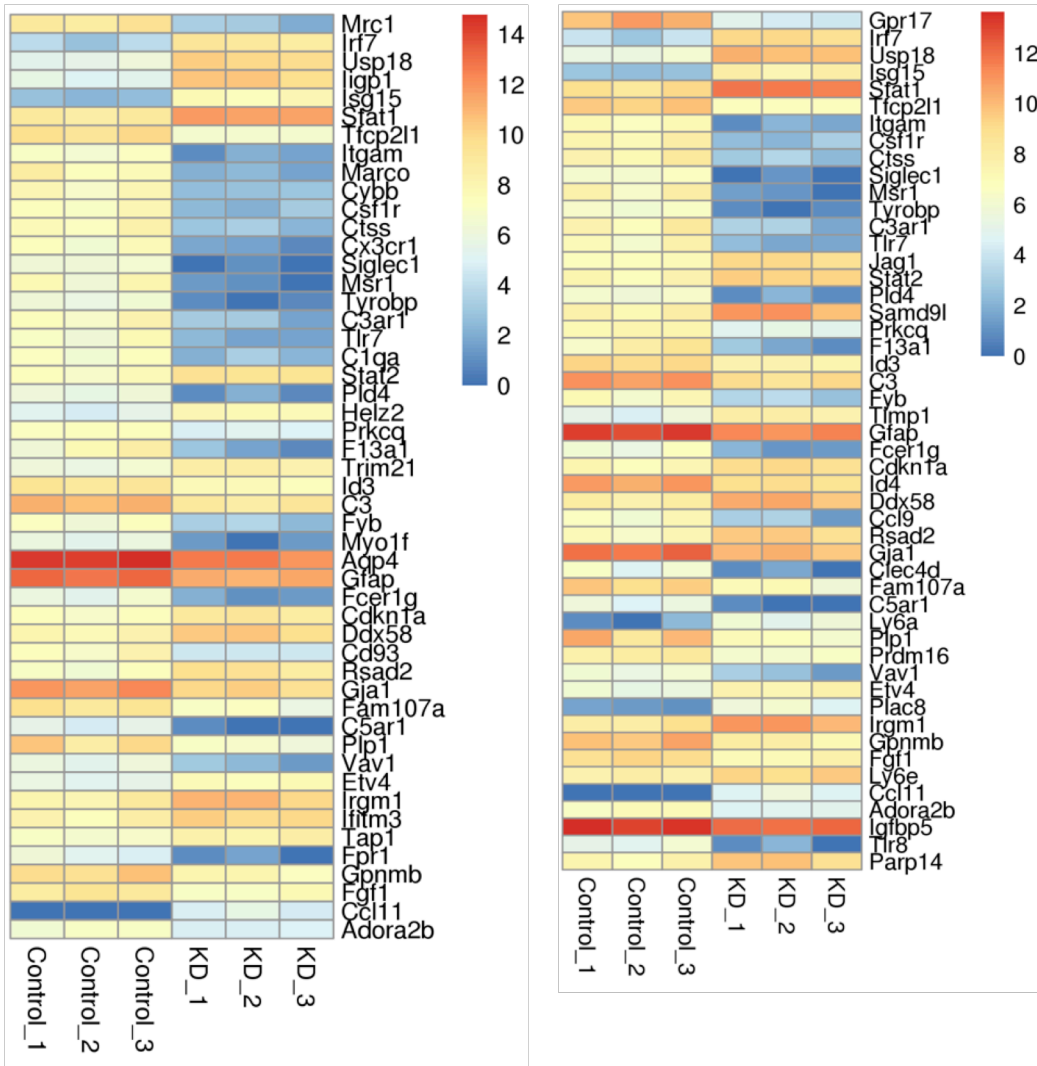 Mrc1
Irf7
Usp18
Iigp1
Isg15
Stat1
Tfcp2l1
Itgam
Marco
Cybb
Csf1r
Ctss
Cx3cr1
Siglec1
Msr1
Tyrobp
C3ar1
Tlr7
C1qa
Stat2
Pld4
Helz2
Prkcq
F13a1
Trim21
Id3
C3
Fyb
Myo1f
Aqp4
Gfap
Fcer1g
Cdkn1a
Ddx58
Cd93
Rsad2
Gja1
Fam107a
C5ar1
Plp1
Vav1
Etv4
Irgm1
Ifitm3
Tap1
Fpr1
Gpnmb
Fgf1
Ccl11
Adora2b
14
12
10
8
6
4
2
0
Control_1
Control_2
Control_3
KD_1
KD_2
KD_3
Gpr17
Irf7
Usp18
Isg15
Stat1
Tfcp2l1
Itgam
Csf1r
Ctss
Siglec1
Msr1
Tyrobp
C3ar1
Tlr7
Jag1
Stat2
Pld4
Samd9l
Prkcq
F13a1
Id3
C3
Fyb
Timp1
Gfap
Fcer1g
Cdkn1a
Id4
Ddx58
Ccl9
Rsad2
Gja1
Clec4d
Fam107a
C5ar1
Ly6a
Plp1
Prdm16
Vav1
Etv4
Plac8
Irgm1
Gpnmb
Fgf1
Ly6e
Ccl11
Adora2b
Igfbp5
Tlr8
Parp14
12
10
8
6
4
2
0
Control_1
Control_2
Control_3
KD_1
KD_2
KD_3